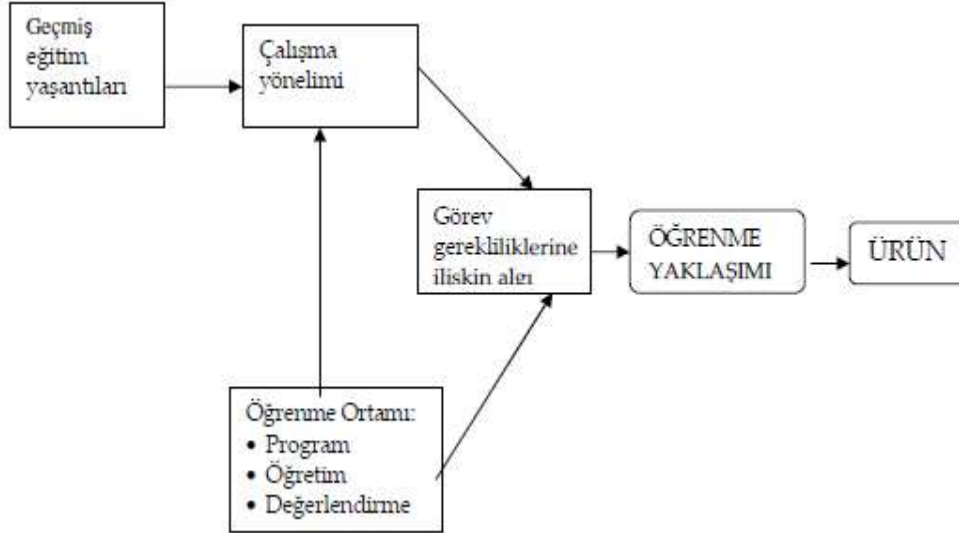 Geçmiş
eğitim
yaşantıları
Çalışma
yönelimi
Görev
gerekliliklerine
ilişkin algı
ÖĞRENME
YAKLAŞIMI
ÜRÜN
Öğrenme Ortamı:
• Program
• Öğretim
• Değerlendirme